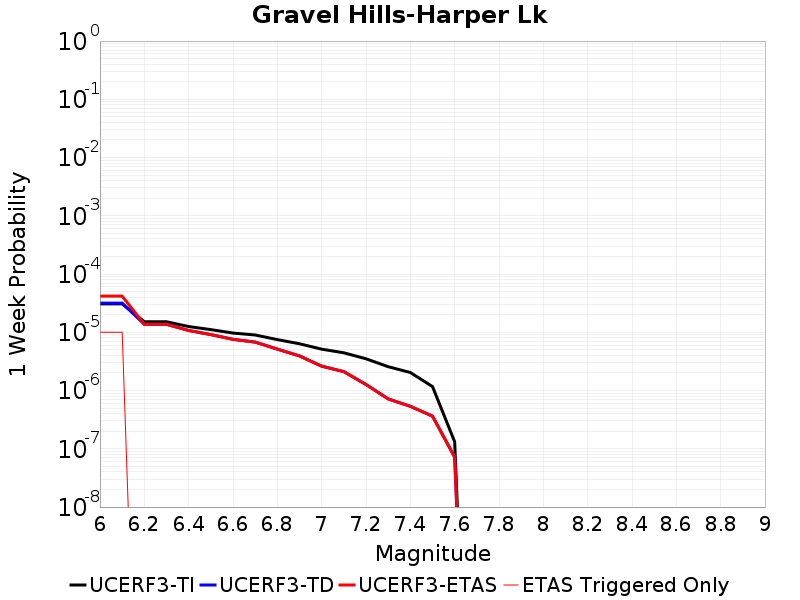 Gravel Hills-Harper Lk
10^0
10^-1
10^-2
10^-3
10^-4
10^-5
10^-6
10^-7
10^-8
1 Week Probability
6 6.2 6.4 6.6 6.8 7 7.2 7.4 7.6 7.8 8 8.2 8.4 8.6 8.8 9
Magnitude
UCERF3-TI UCERF3-TD UCERF3-ETAS ETAS Triggered Only